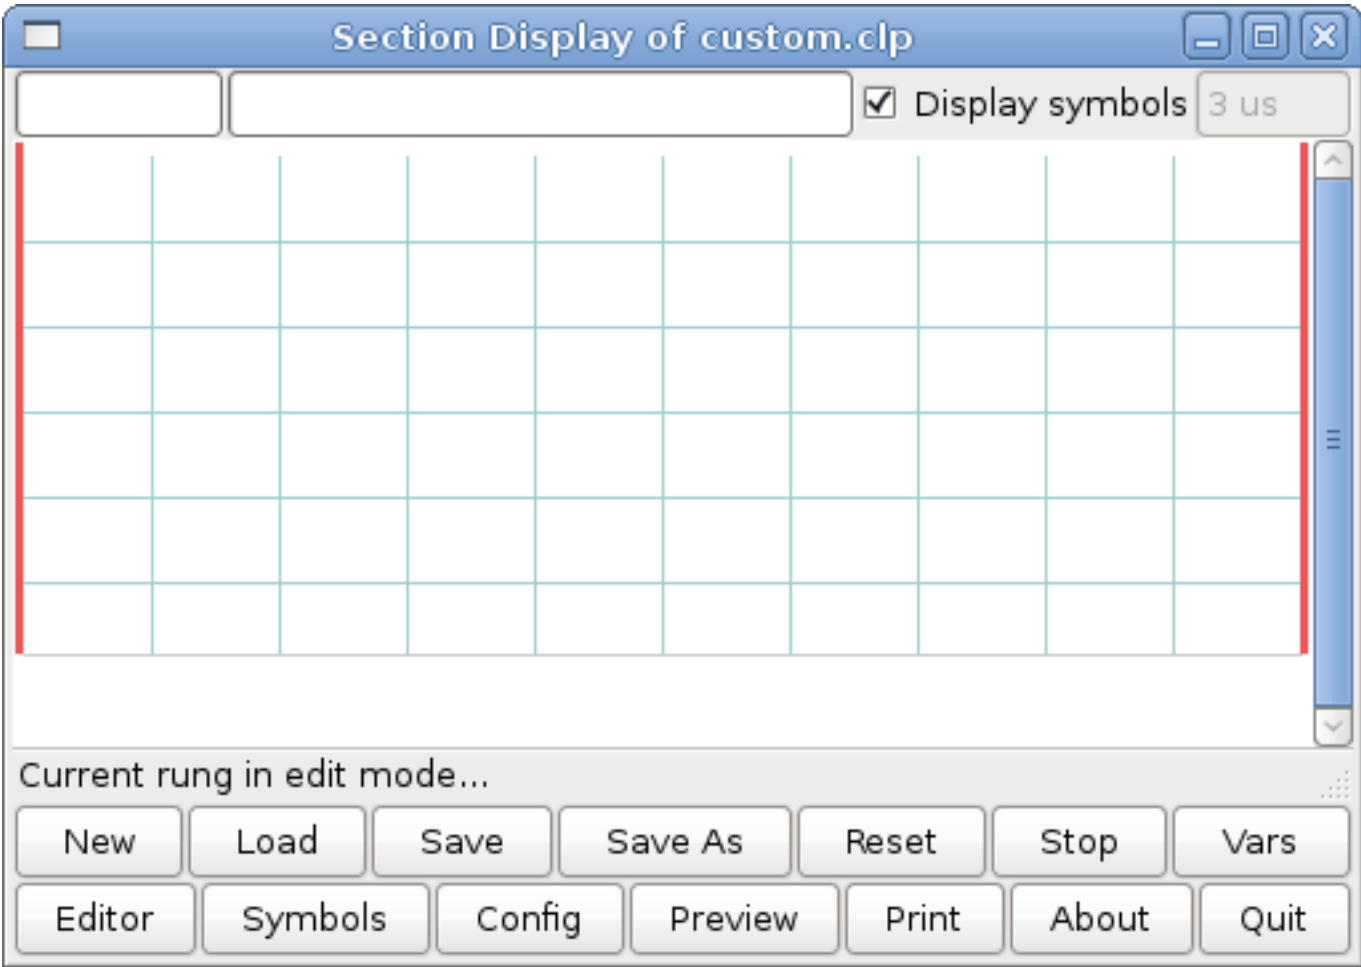 Section Display of custom.clp
Display symbols 3 us
Current rung in edit mode...
New Load Save Save As Reset Stop Vars
Editor Symbols Config Preview Print About Quit